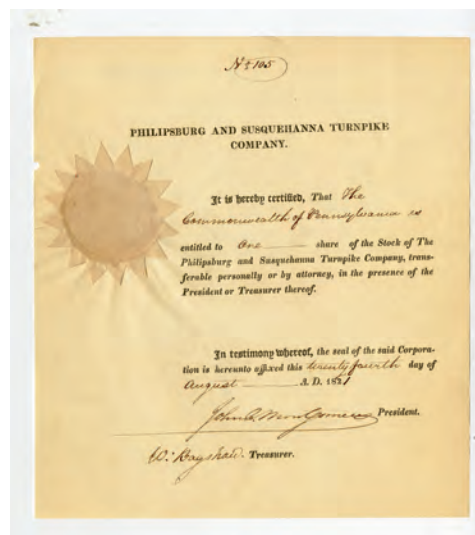 Nº 105
PHILIPSBURG AND SUSQUEHANNA TURNPIKE
COMPANY.
It is hereby certified, That The
Commonwealth of Pennsylvania is
entitled to One share of the Stock of The
Philipsburg and Susquehanna Turnpike Company, trans-
ferable personally or by attorney, in the presence of the
President or Treasurer thereof.
In testimony whereof, the seal of the said Corpora-
tion is hereunto affixed this twenty fourth day of
August A. D. 1821
John Montgomery President.
W. Bayshaw. Treasurer.